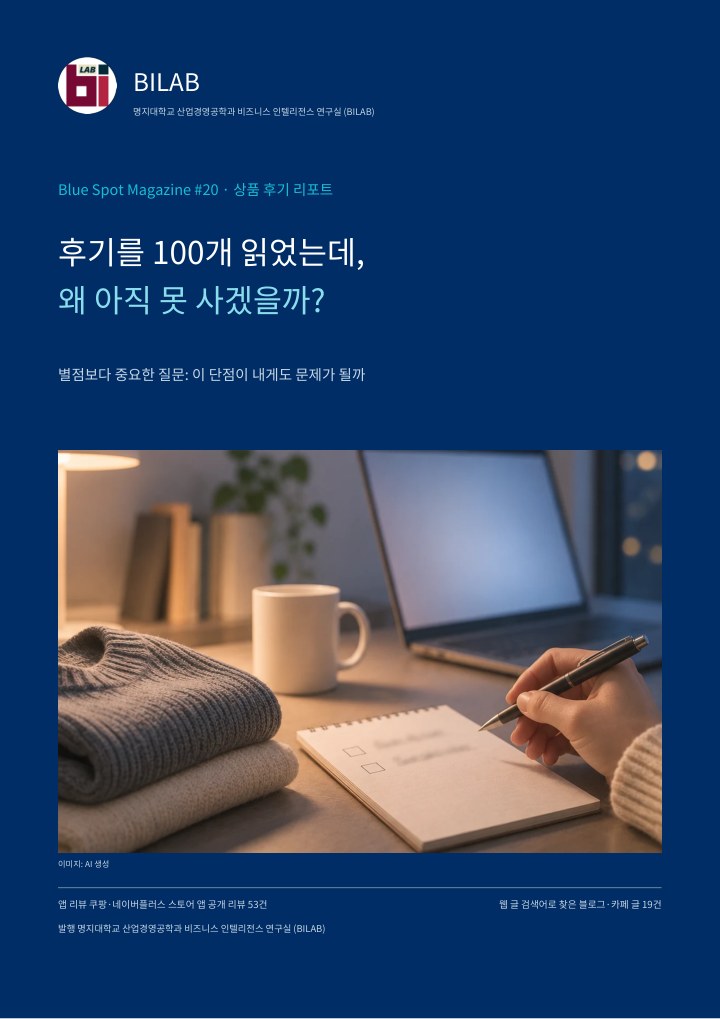 LAB
bi
BILAB
명지대학교 산업경영공학과 비즈니스 인텔리전스 연구실 (BILAB)
Blue Spot Magazine #20 · 상품 후기 리포트
후기를 100개 읽었는데,
왜 아직 못 사겠을까?
별점보다 중요한 질문: 이 단점이 내게도 문제가 될까
이미지: AI 생성
앱 리뷰 쿠팡·네이버플러스 스토어 앱 공개 리뷰 53건
웹 글 검색어로 찾은 블로그·카페 글 19건
발행 명지대학교 산업경영공학과 비즈니스 인텔리전스 연구실 (BILAB)